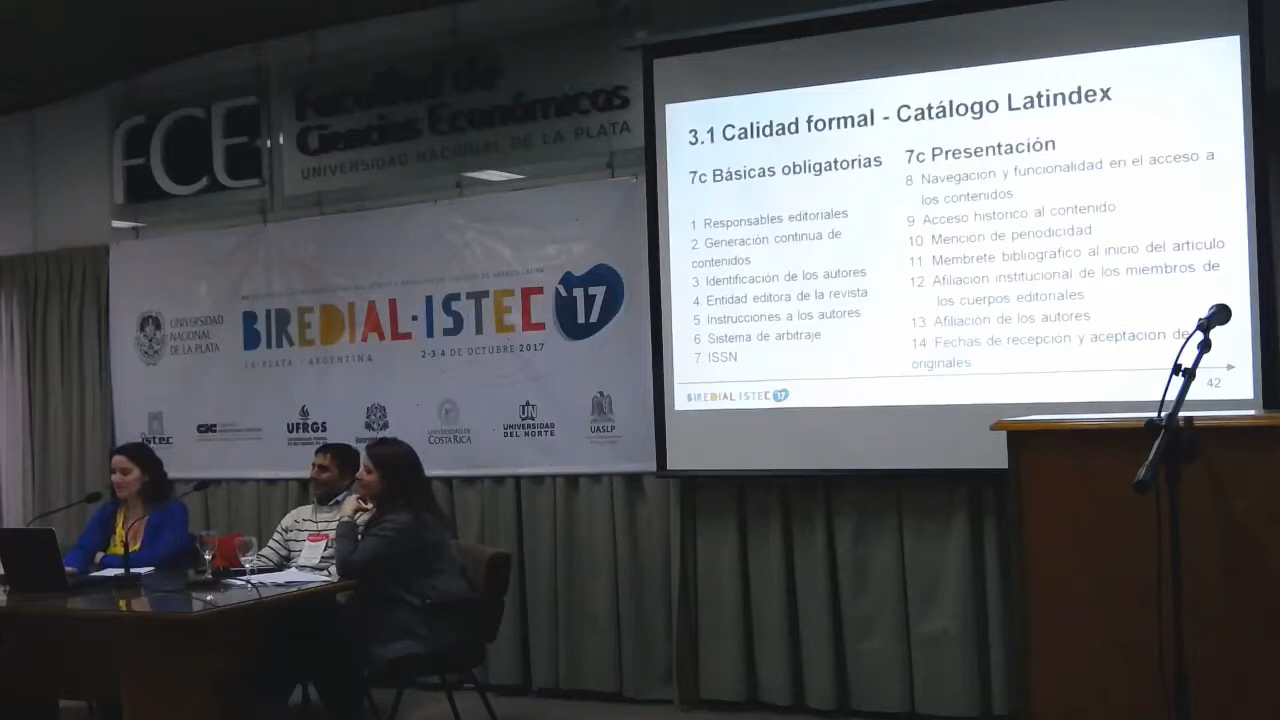 FCE
Facultad de
Ciencias Económicas
UNIVERSIDAD NACIONAL DE LA PLATA
BIREDIAL-ISTEC '17
LA PLATA - ARGENTINA
2-3-4 DE OCTUBRE 2017
UNIVERSIDAD
NACIONAL
DE LA PLATA
istec
UFRGS
UNIVERSIDAD DE
COSTA RICA
UN
UNIVERSIDAD
DEL NORTE
UASLP
3.1 Calidad formal - Catálogo Latindex
7c Básicas obligatorias
1 Responsables editoriales
2 Generación continua de
contenidos
3 Identificación de los autores
4 Entidad editora de la revista
5 Instrucciones a los autores
6 Sistema de arbitraje
7 ISSN
7c Presentación
8 Navegacion y funcionalidad en el acceso a
los contenidos
9 Acceso histórico al contenido
10 Mencion de periodicidad
11 Membrete bibliografico al inicio del artículo
12 Afiliacion institucional de los miembros de
los cuerpos editoriales
13 Afiliacion de los autores
14 Fechas de recepcion y aceptacion de
originales
BIREDIAL ISTEC '17
42